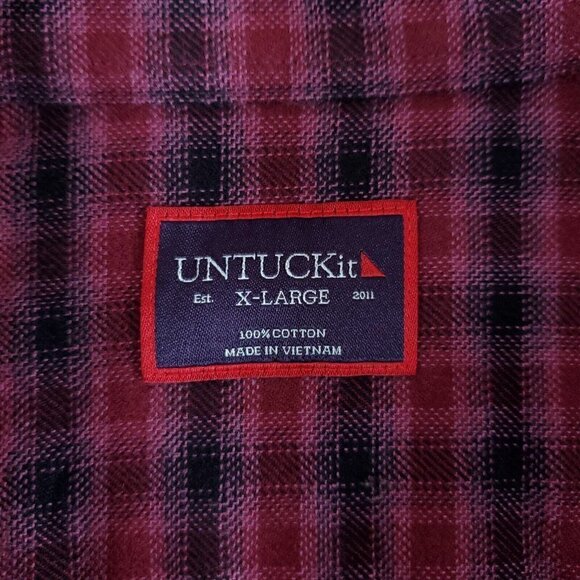 UNTUCKit
Est. X-LARGE 2011
100% COTTON
MADE IN VIETNAM